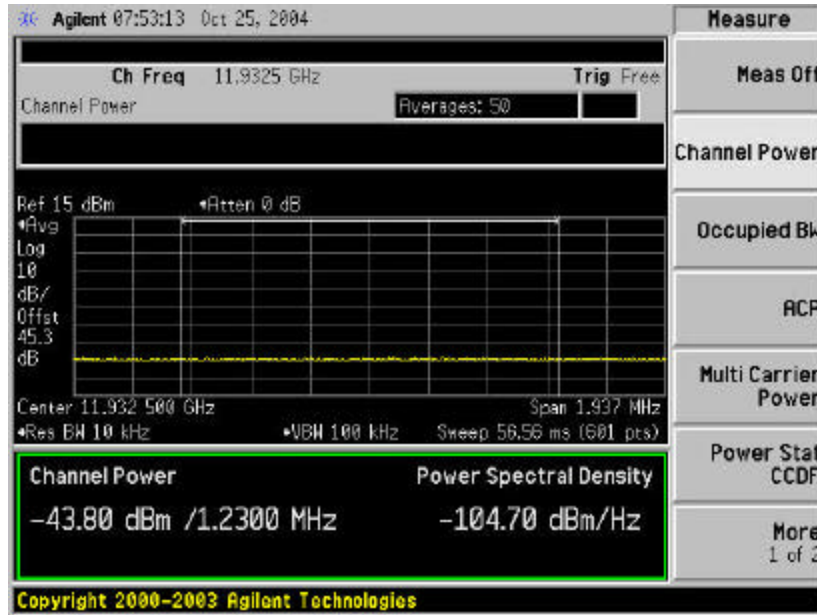 Agilent 07:53:13 Oct 25, 2004
Measure
Ch Freq 11.9325 GHz Trig Free
Channel Power Averages: 50
Ref 15 dBm Atten 0 dB
Avg
Log
10
dB/
Offst
45.3
dB
Center 11.932 500 GHz Span 1.937 MHz
Res BW 10 kHz VBW 100 kHz Sweep 56.56 ms (601 pts)
Channel Power Power Spectral Density
-43.80 dBm /1.2300 MHz -104.70 dBm/Hz
Copyright 2000-2003 Agilent Technologies
Meas Off
Channel Power
Occupied BW
ACP
Multi Carrier
Power
Power Stat
CCDF
More
1 of 2